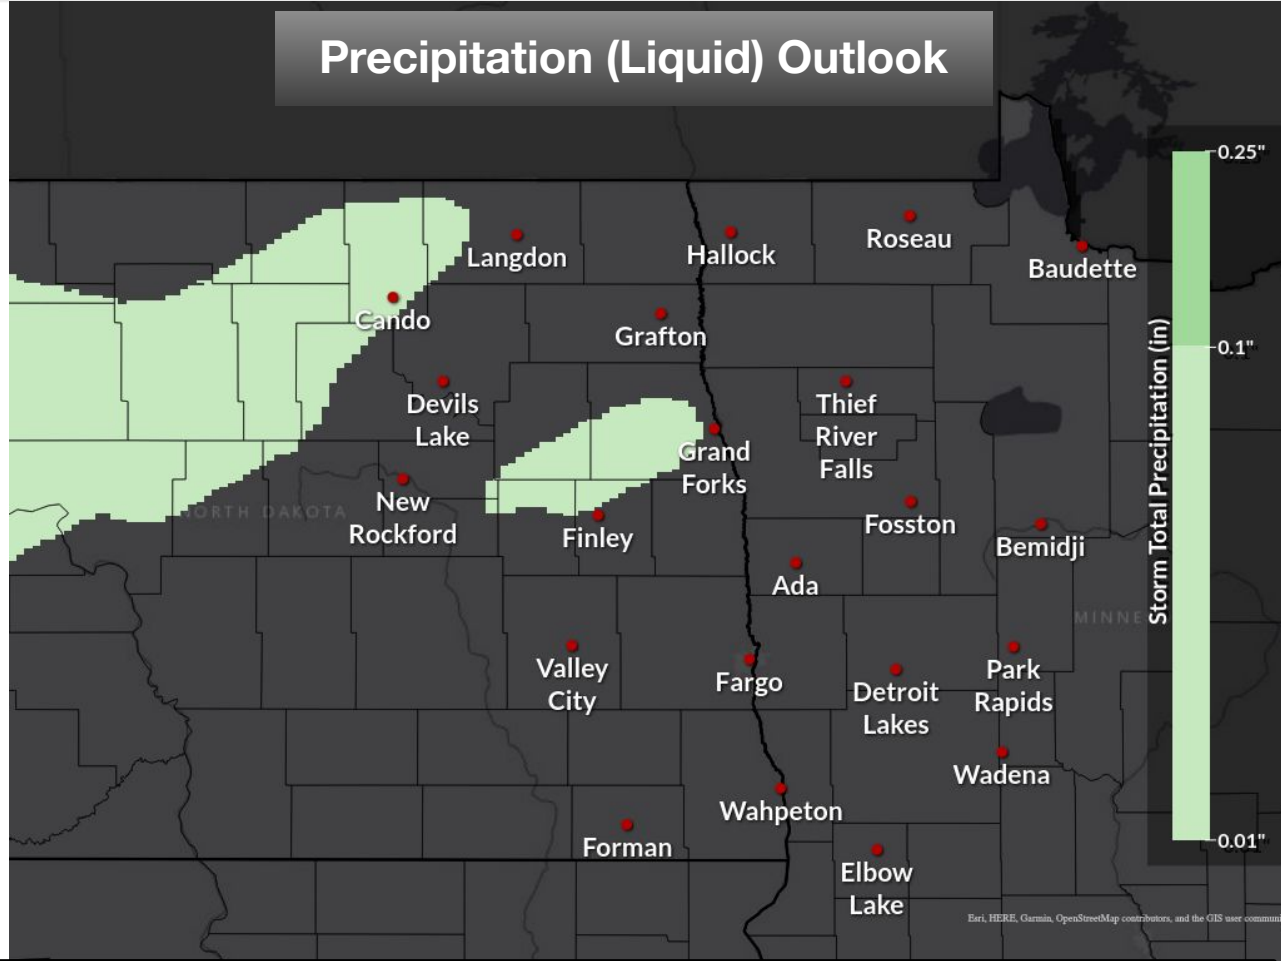 Precipitation (Liquid) Outlook
0.25"
Roseau
Langdon
Hallock
Baudette
Cando
Grafton
0.1"
Storm Total Precipitation (in)
Devils
Lake
Thief
River
Falls
Grand
Forks
New
Rockford
NORTH DAKOTA
Finley
Fosston
Bemidji
Ada
MINNE
Valley
City
Fargo
Detroit
Lakes
Park
Rapids
Wadena
Wahpeton
Forman
0.01"
Elbow
Lake
Esri, HERE, Garmin, OpenStreetMap contributors, and the GIS user communi